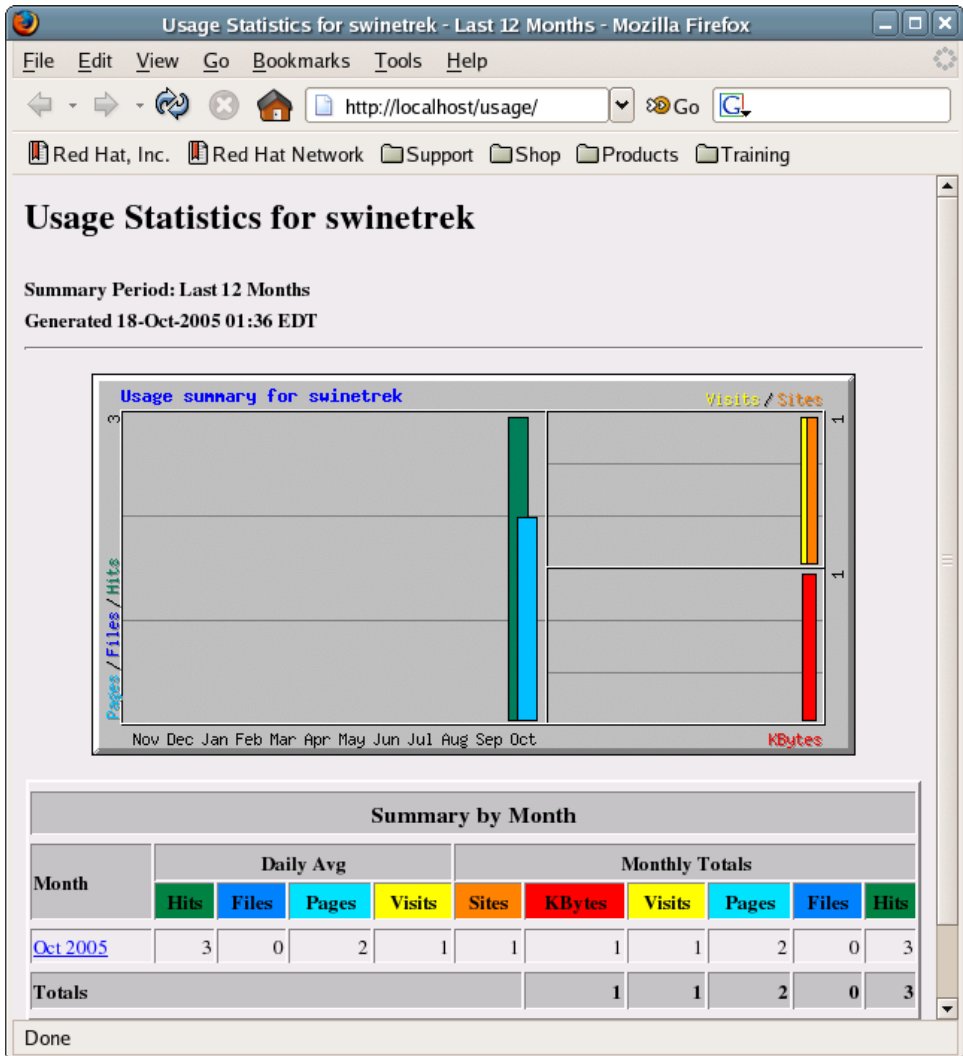 Usage Statistics for swinetrek - Last 12 Months - Mozilla Firefox
File Edit View Go Bookmarks Tools Help
http://localhost/usage/ Go G
Red Hat, Inc. Red Hat Network Support Shop Products Training
Usage Statistics for swinetrek
Summary Period: Last 12 Months
Generated 18-Oct-2005 01:36 EDT
Usage summary for swinetrek Visits / Sites
3 1
1
Pages / Files / Hits
Nov Dec Jan Feb Mar Apr May Jun Jul Aug Sep Oct KBytes
Summary by Month
Month Daily Avg Monthly Totals
Hits Files Pages Visits Sites KBytes Visits Pages Files Hits
Oct 2005 3 0 2 1 1 1 1 2 0 3
Totals 1 1 2 0 3
Done